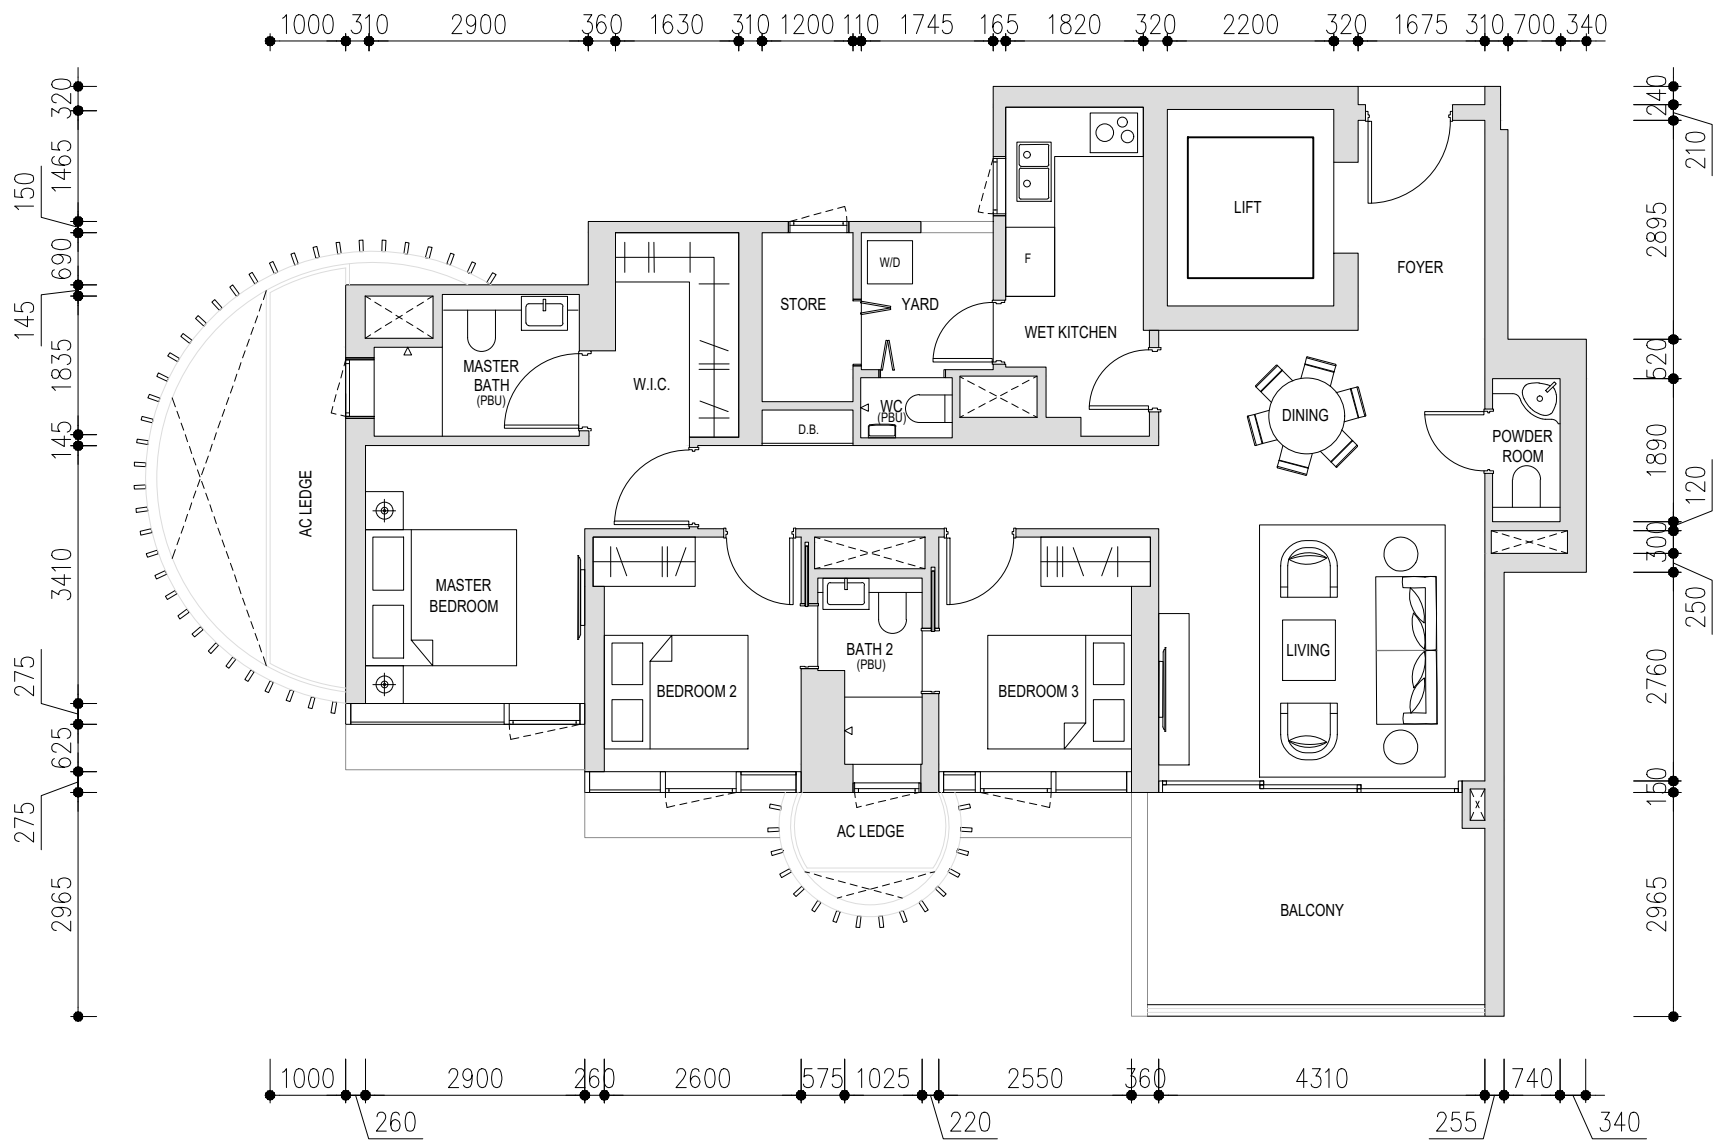 1000 310 2900 360 1630 310 1200 110 1745 165 1820 320 2200 320 1675 310 700 340
320
1465
150
690
145
1835
145
3410
275
625
275
2965
240
210
2895
520
1890
120
300
250
2760
150
2965
LIFT
FOYER
W/D
F
STORE
YARD
WET KITCHEN
MASTER
BATH
(PBU)
W.I.C.
WC
(PBU)
D.B.
DINING
POWDER
ROOM
AC LEDGE
MASTER
BEDROOM
BATH 2
(PBU)
LIVING
BEDROOM 2
BEDROOM 3
AC LEDGE
BALCONY
1000 2900 260 2600 575 1025 2550 360 4310 740
260 220 255 340